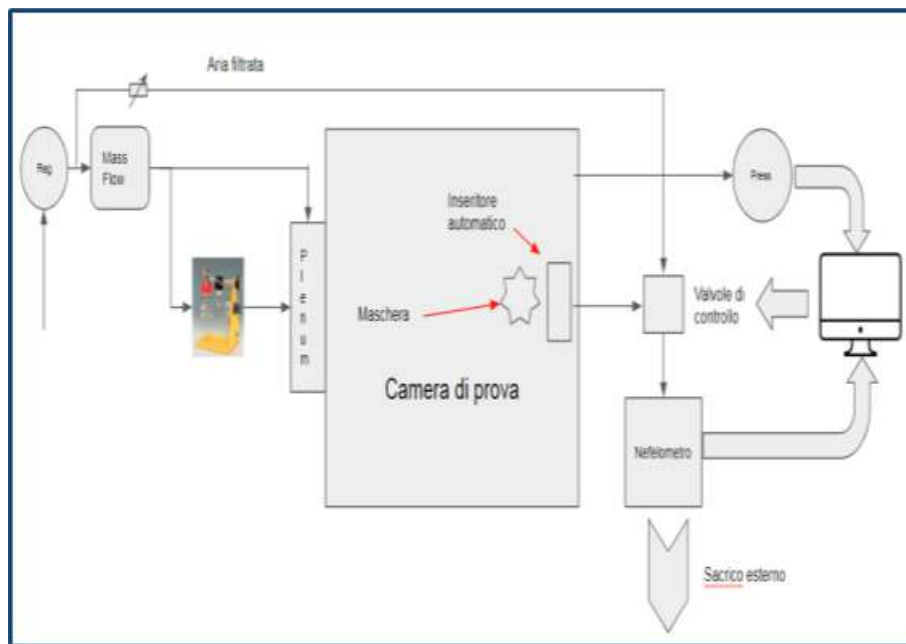 Aria filtrata
Reg
Mass
Flow
Press
Inseritore
automatico
P
l
e
n
u
m
Maschera
Valvole di
controllo
Camera di prova
Nefelometro
Sacrico esterno